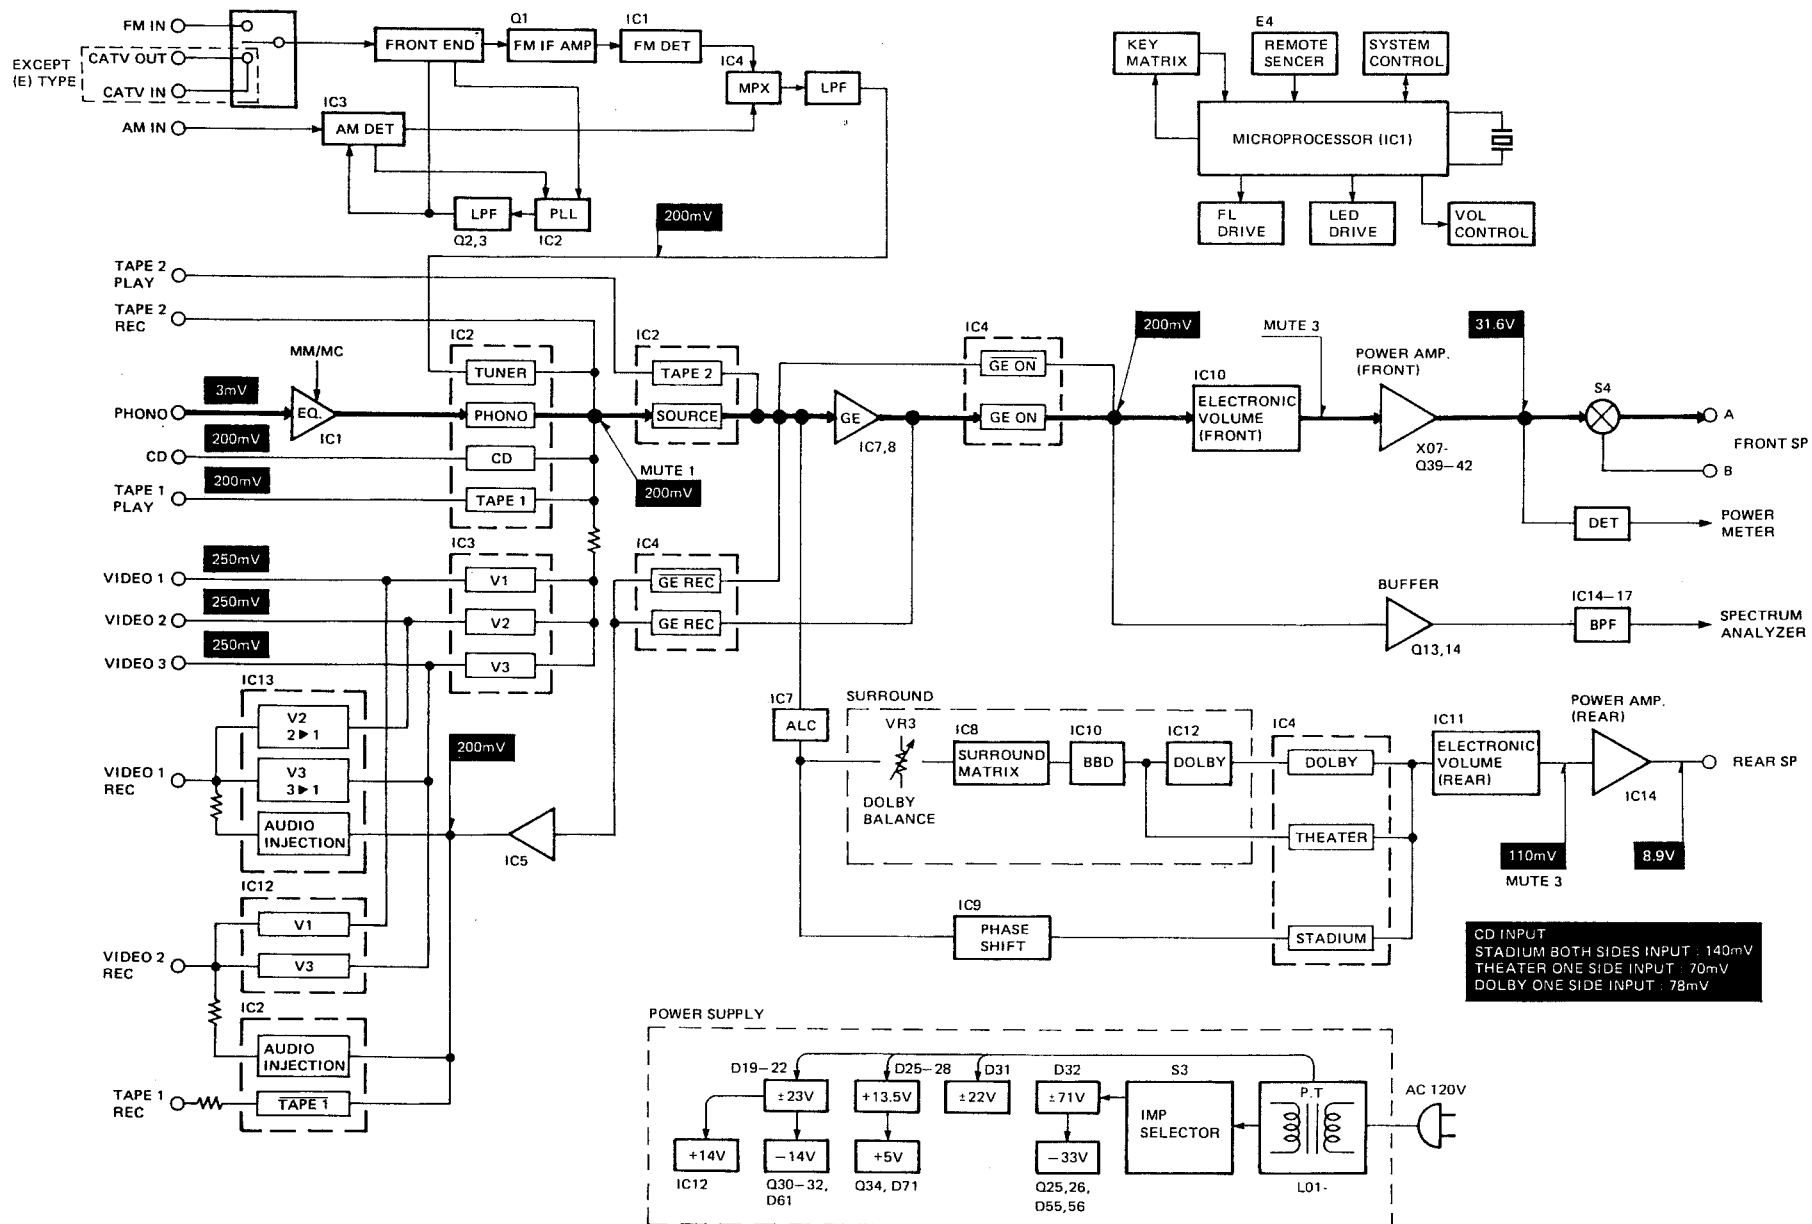 FM IN
EXCEPT
(E) TYPE
CATV OUT
CATV IN
AM IN
FRONT END
Q1
FM IF AMP
IC1
FM DET
IC4
MPX
LPF
IC3
AM DET
LPF
Q2,3
PLL
IC2
200mV
E4
KEY
MATRIX
REMOTE
SENCER
SYSTEM
CONTROL
MICROPROCESSOR (IC1)
FL
DRIVE
LED
DRIVE
VOL
CONTROL
TAPE 2
PLAY
TAPE 2
REC
MM/MC
3mV
PHONO
EQ.
IC1
200mV
CD
200mV
TAPE 1
PLAY
IC2
TUNER
PHONO
CD
TAPE 1
MUTE 1
200mV
IC2
TAPE 2
SOURCE
GE
IC7,8
IC4
GE ON
GE ON
200mV
MUTE 3
IC10
ELECTRONIC
VOLUME
(FRONT)
POWER AMP.
(FRONT)
X07-
Q39–42
31.6V
S4
A
FRONT SP
B
DET
POWER
METER
250mV
VIDEO 1
250mV
VIDEO 2
250mV
VIDEO 3
IC3
V1
V2
V3
IC4
GE REC
GE REC
BUFFER
Q13,14
IC14–17
BPF
SPECTRUM
ANALYZER
IC13
V2
2▶1
V3
3▶1
AUDIO
INJECTION
VIDEO 1
REC
200mV
IC5
IC7
ALC
SURROUND
VR3
DOLBY
BALANCE
IC8
SURROUND
MATRIX
IC10
BBD
IC12
DOLBY
IC4
DOLBY
THEATER
STADIUM
IC11
ELECTRONIC
VOLUME
(REAR)
POWER AMP.
(REAR)
IC14
REAR SP
110mV
MUTE 3
8.9V
IC9
PHASE
SHIFT
IC12
V1
V3
VIDEO 2
REC
IC2
AUDIO
INJECTION
TAPE 1
REC
TAPE 1
CD INPUT
STADIUM BOTH SIDES INPUT : 140mV
THEATER ONE SIDE INPUT : 70mV
DOLBY ONE SIDE INPUT : 78mV
POWER SUPPLY
D19–22
±23V
D25–28
+13.5V
D31
±22V
D32
±71V
S3
IMP
SELECTOR
P.T
L01-
AC 120V
+14V
IC12
−14V
Q30–32,
D61
+5V
Q34, D71
−33V
Q25,26,
D55,56